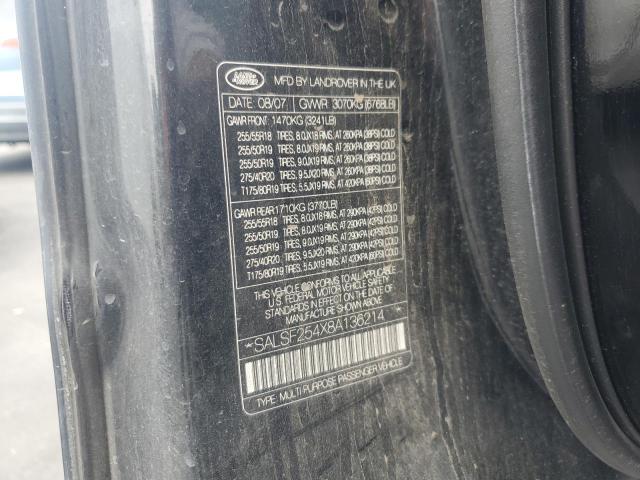 LAND ROVER
MFD BY LANDROVER IN THE UK
DATE: 08/07 GVWR 3070KG (6768LB)
GAWR FRONT: 1470KG (3241LB)
255/55R18 TIRES, 8.0JX18 RIMS, AT 260KPA (38PSI) COLD
255/50R19 TIRES, 8.0JX19 RIMS, AT 260KPA (38PSI) COLD
255/50R19 TIRES, 9.0JX19 RIMS, AT 260KPA (38PSI) COLD
275/40R20 TIRES, 9.5JX20 RIMS, AT 260KPA (38PSI) COLD
T175/80R19 TIRES, 5.5JX19 RIMS, AT 420KPA (60PSI) COLD
GAWR REAR 1710KG LB)
255/55R18 TIRES, 8.0JX18 RIMS, AT 290KPA (42PSI) COLD
255/50R19 TIRES, 8.0JX19 RIMS, AT 290KPA (42PSI) COLD
255/50R19 TIRES, 9.0JX19 RIMS, AT 290KPA (42PSI) COLD
275/40R20 TIRES, 9.5JX20 RIMS, AT 290KPA (42PSI) COLD
T175/80R19 TIRES, 5.5JX19 RIMS, AT 420KPA (60PSI) COLD
THIS VEHICLE CONFORMS TO ALL APPLICABLE
U.S. FEDERAL MOTOR VEHICLE SAFETY
STANDARDS IN EFFECT ON THE DATE OF
MANUFACTURE SHOWN ABOVE.
*SALSF254X8A136214*
TYPE: MULTI PURPOSE PASSENGER VEHICLE